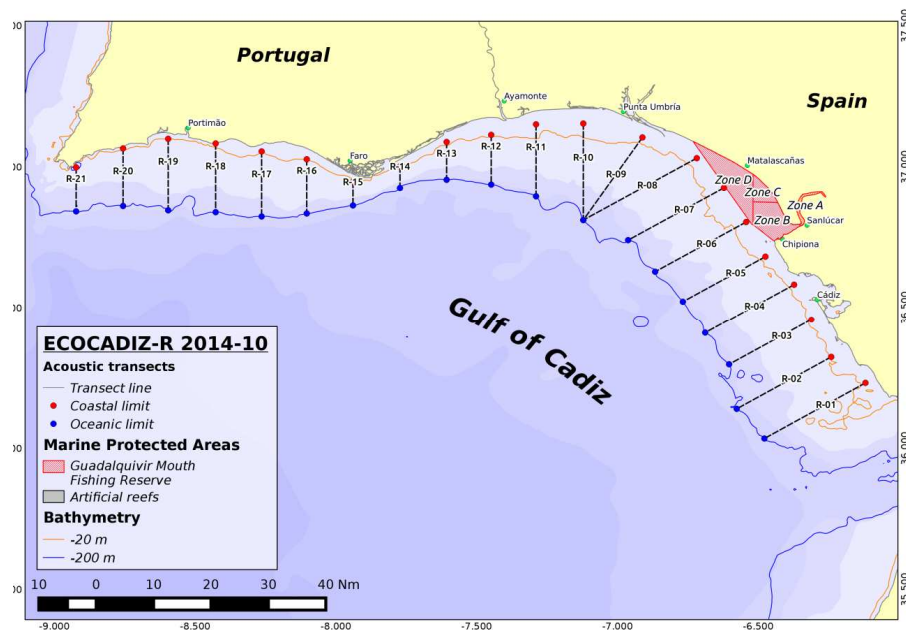 Portugal
Spain
Portimão
Faro
Ayamonte
Punta Umbría
Matalascañas
Sanlúcar
Chipiona
Cádiz
Zone D
Zone C
Zone A
Zone B
R-21
R-20
R-19
R-18
R-17
R-16
R-15
R-14
R-13
R-12
R-11
R-10
R-09
R-08
R-07
R-06
R-05
R-04
R-03
R-02
R-01
Gulf of Cadiz
ECOCADIZ-R 2014-10
Acoustic transects
Transect line
Coastal limit
Oceanic limit
Marine Protected Areas
Guadalquivir Mouth
Fishing Reserve
Artificial reefs
Bathymetry
-20 m
-200 m
10 0 10 20 30 40 Nm
-9.000 -8.500 -8.000 -7.500 -7.000 -6.500
37.500
37.000
36.500
36.000
35.500